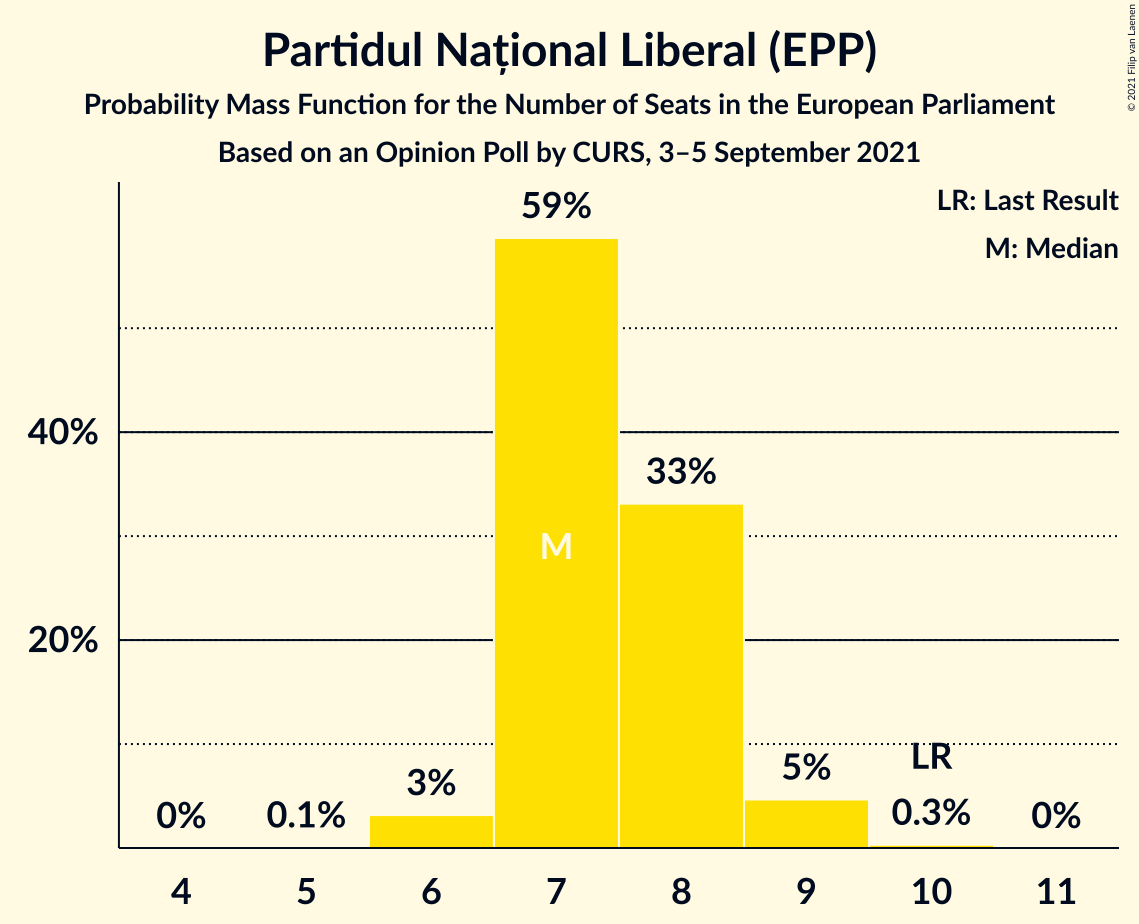 Partidul Național Liberal (EPP)
Probability Mass Function for the Number of Seats in the European Parliament
Based on an Opinion Poll by CURS, 3–5 September 2021
© 2021 Filip van Laenen
LR: Last Result
M: Median
59%
40%
33%
M
20%
LR
5%
3%
0%
0.1%
0.3%
0%
4 5 6 7 8 9 10 11